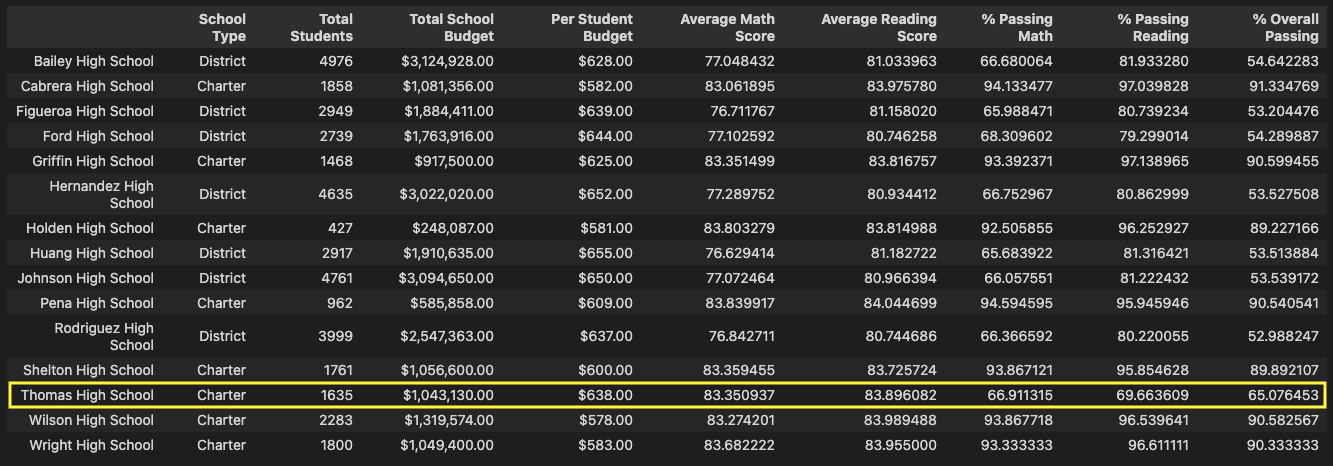 School Type Total Students Total School Budget Per Student Budget Average Math Score Average Reading Score % Passing Math % Passing Reading % Overall Passing
Bailey High School District 4976 $3,124,928.00 $628.00 77.048432 81.033963 66.680064 81.933280 54.642283
Cabrera High School Charter 1858 $1,081,356.00 $582.00 83.061895 83.975780 94.133477 97.039828 91.334769
Figueroa High School District 2949 $1,884,411.00 $639.00 76.711767 81.158020 65.988471 80.739234 53.204476
Ford High School District 2739 $1,763,916.00 $644.00 77.102592 80.746258 68.309602 79.299014 54.289887
Griffin High School Charter 1468 $917,500.00 $625.00 83.351499 83.816757 93.392371 97.138965 90.599455
Hernandez High School District 4635 $3,022,020.00 $652.00 77.289752 80.934412 66.752967 80.862999 53.527508
Holden High School Charter 427 $248,087.00 $581.00 83.803279 83.814988 92.505855 96.252927 89.227166
Huang High School District 2917 $1,910,635.00 $655.00 76.629414 81.182722 65.683922 81.316421 53.513884
Johnson High School District 4761 $3,094,650.00 $650.00 77.072464 80.966394 66.057551 81.222432 53.539172
Pena High School Charter 962 $585,858.00 $609.00 83.839917 84.044699 94.594595 95.945946 90.540541
Rodriguez High School District 3999 $2,547,363.00 $637.00 76.842711 80.744686 66.366592 80.220055 52.988247
Shelton High School Charter 1761 $1,056,600.00 $600.00 83.359455 83.725724 93.867121 95.854628 89.892107
Thomas High School Charter 1635 $1,043,130.00 $638.00 83.350937 83.896082 66.911315 69.663609 65.076453
Wilson High School Charter 2283 $1,319,574.00 $578.00 83.274201 83.989488 93.867718 96.539641 90.582567
Wright High School Charter 1800 $1,049,400.00 $583.00 83.682222 83.955000 93.333333 96.611111 90.333333